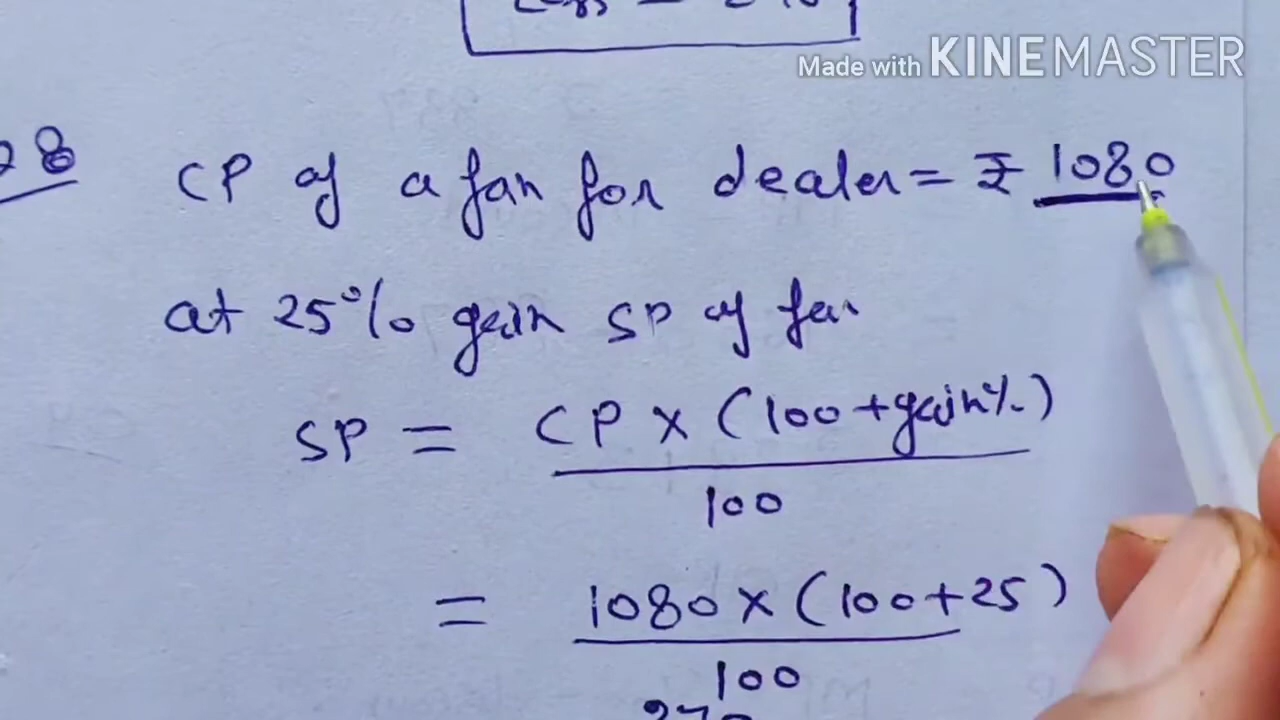 Made with KINEMASTER
28 CP of a fan for dealer = ₹ 1080
at 25% gain SP of fan
SP = CP × (100 + gain%)
100
= 1080 × (100 + 25)
100